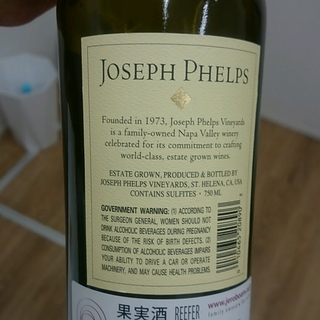 JOSEPH PHELPS
Founded in 1973, Joseph Phelps Vineyards
is a family-owned Napa Valley winery
celebrated for its commitment to crafting
world-class, estate grown wines.
ESTATE GROWN, PRODUCED & BOTTLED BY
JOSEPH PHELPS VINEYARDS, ST. HELENA, CA, USA
CONTAINS SULFITES • 750 ML
GOVERNMENT WARNING: (1) ACCORDING TO
THE SURGEON GENERAL, WOMEN SHOULD NOT
DRINK ALCOHOLIC BEVERAGES DURING PREGNANCY
BECAUSE OF THE RISK OF BIRTH DEFECTS. (2)
CONSUMPTION OF ALCOHOLIC BEVERAGES IMPAIRS
YOUR ABILITY TO DRIVE A CAR OR OPERATE
MACHINERY, AND MAY CAUSE HEALTH PROBLEMS.
果実酒 REEFER
www.jerobo
family owned w